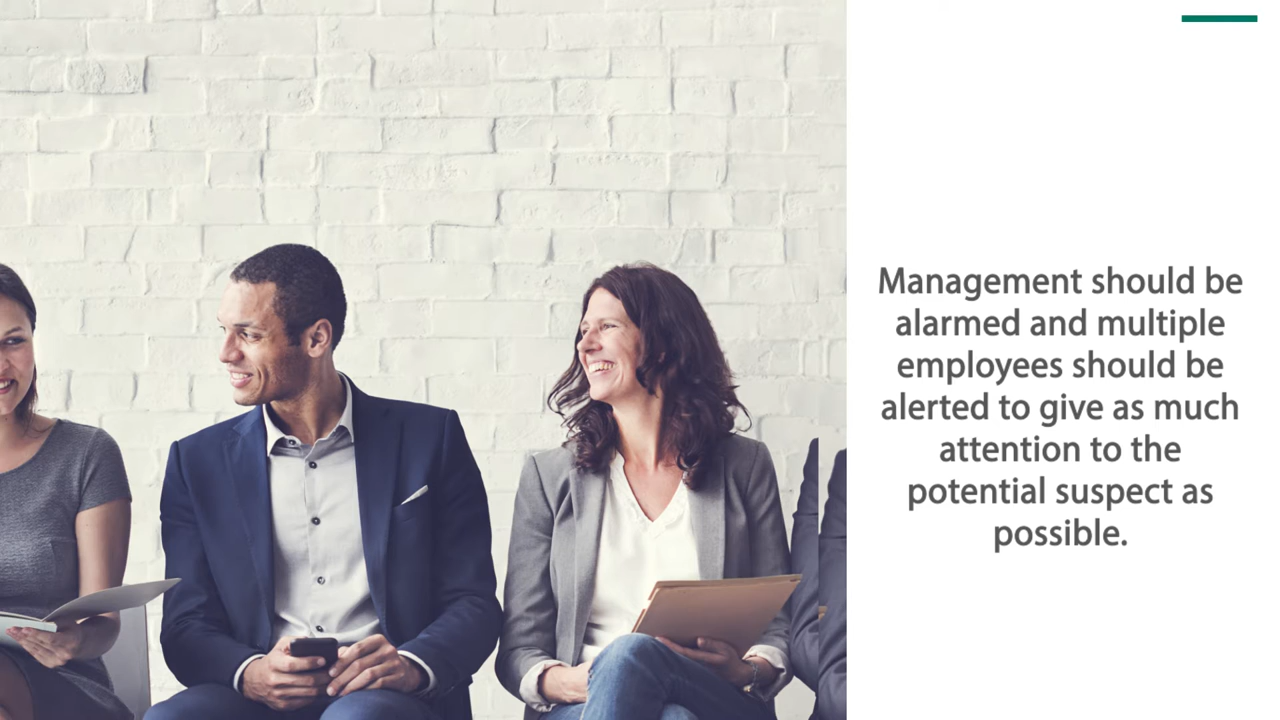 Management should be
alarmed and multiple
employees should be
alerted to give as much
attention to the
potential suspect as
possible.